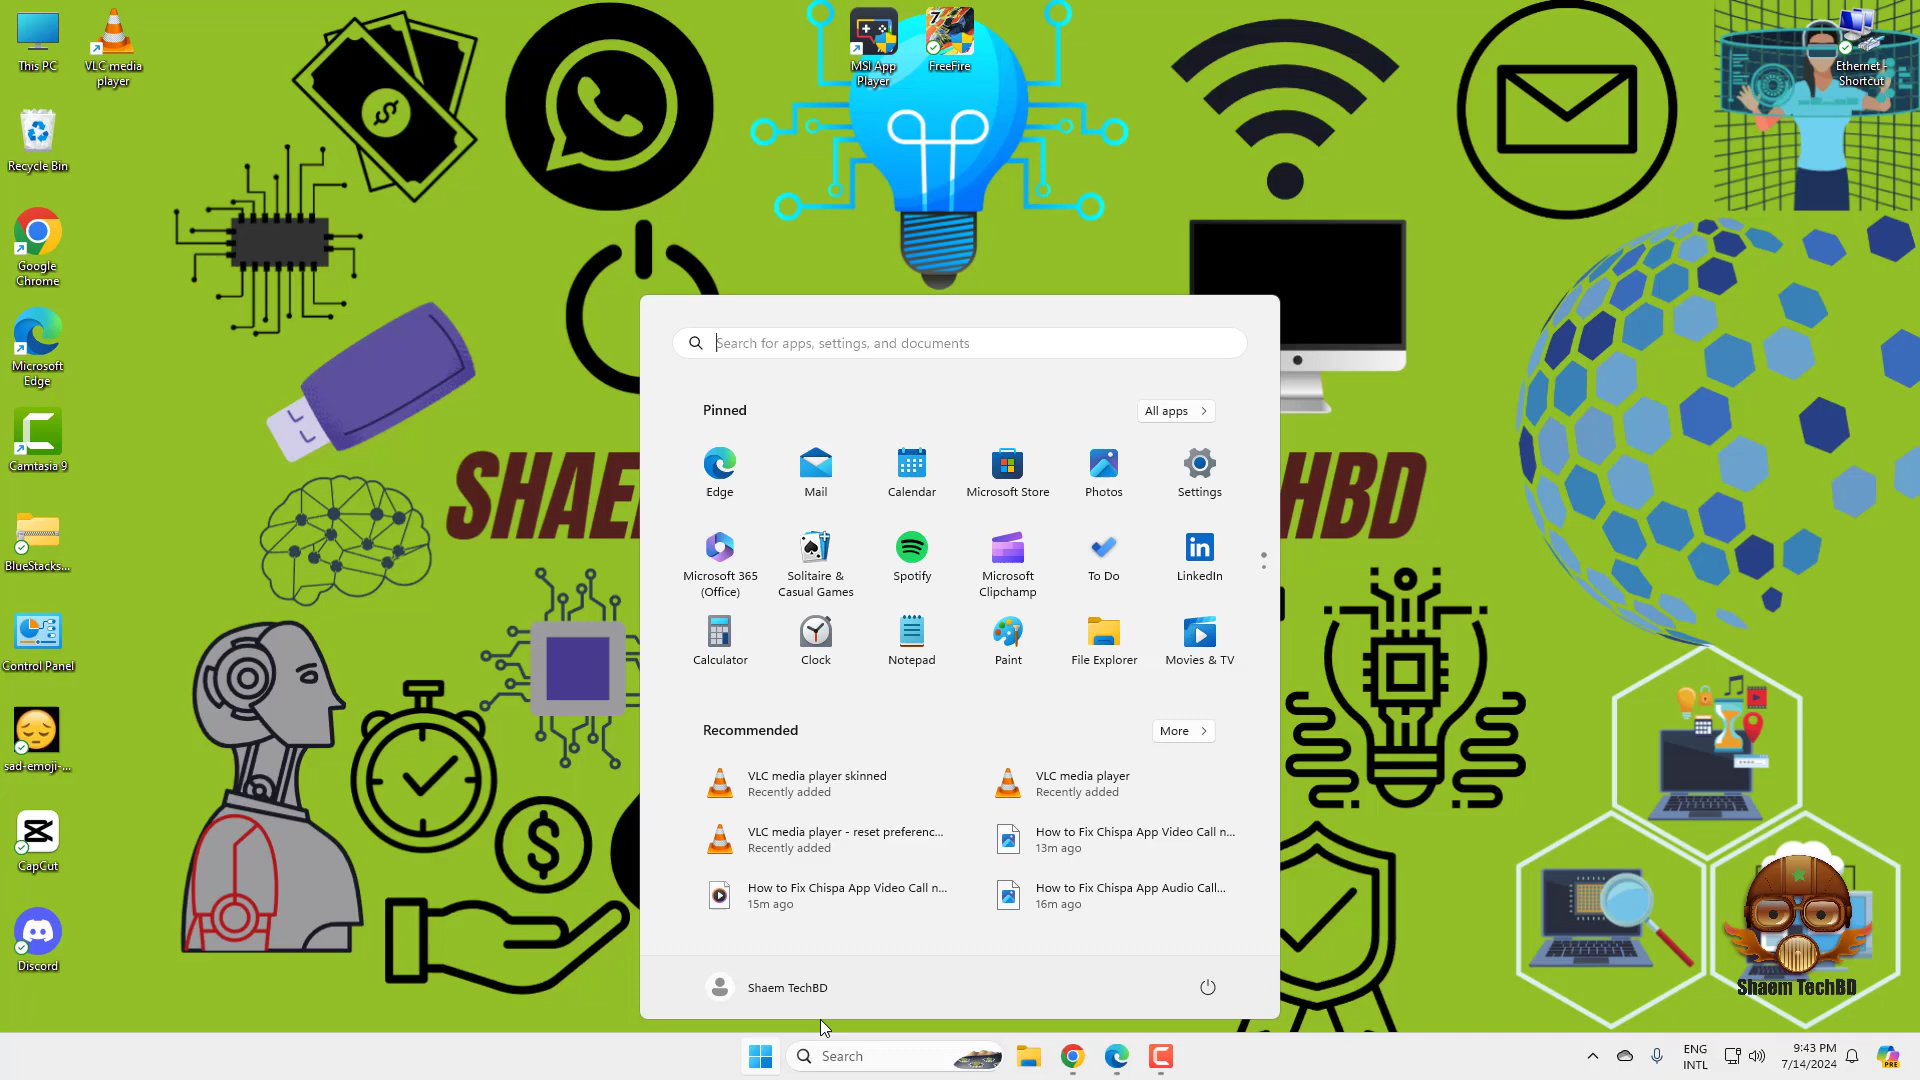 This PC
VLC media
player
MSI App
Player
7
FreeFire
Ethernet -
Shortcut
Recycle Bin
Google
Chrome
Microsoft
Edge
Camtasia 9
BlueStacks...
Control Panel
sad-emoji-...
CapCut
Discord
SHAE
HBD
Search for apps, settings, and documents
Pinned
All apps
Edge
Mail
Calendar
Microsoft Store
Photos
Settings
Microsoft 365
(Office)
Solitaire &
Casual Games
Spotify
Microsoft
Clipchamp
To Do
LinkedIn
Calculator
Clock
Notepad
Paint
File Explorer
Movies & TV
Recommended
More
VLC media player skinned
Recently added
VLC media player
Recently added
VLC media player - reset preferenc...
Recently added
How to Fix Chispa App Video Call n...
13m ago
How to Fix Chispa App Video Call n...
15m ago
How to Fix Chispa App Audio Call...
16m ago
Shaem TechBD
Shaem TechBD
Search
ENG
INTL
9:43 PM
7/14/2024
PRE